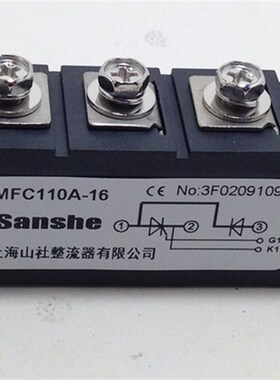 MFC110A-16
CE No:3F0209109
Sanshe
① ② ③
G1
K1
上海山社整流器有限公司